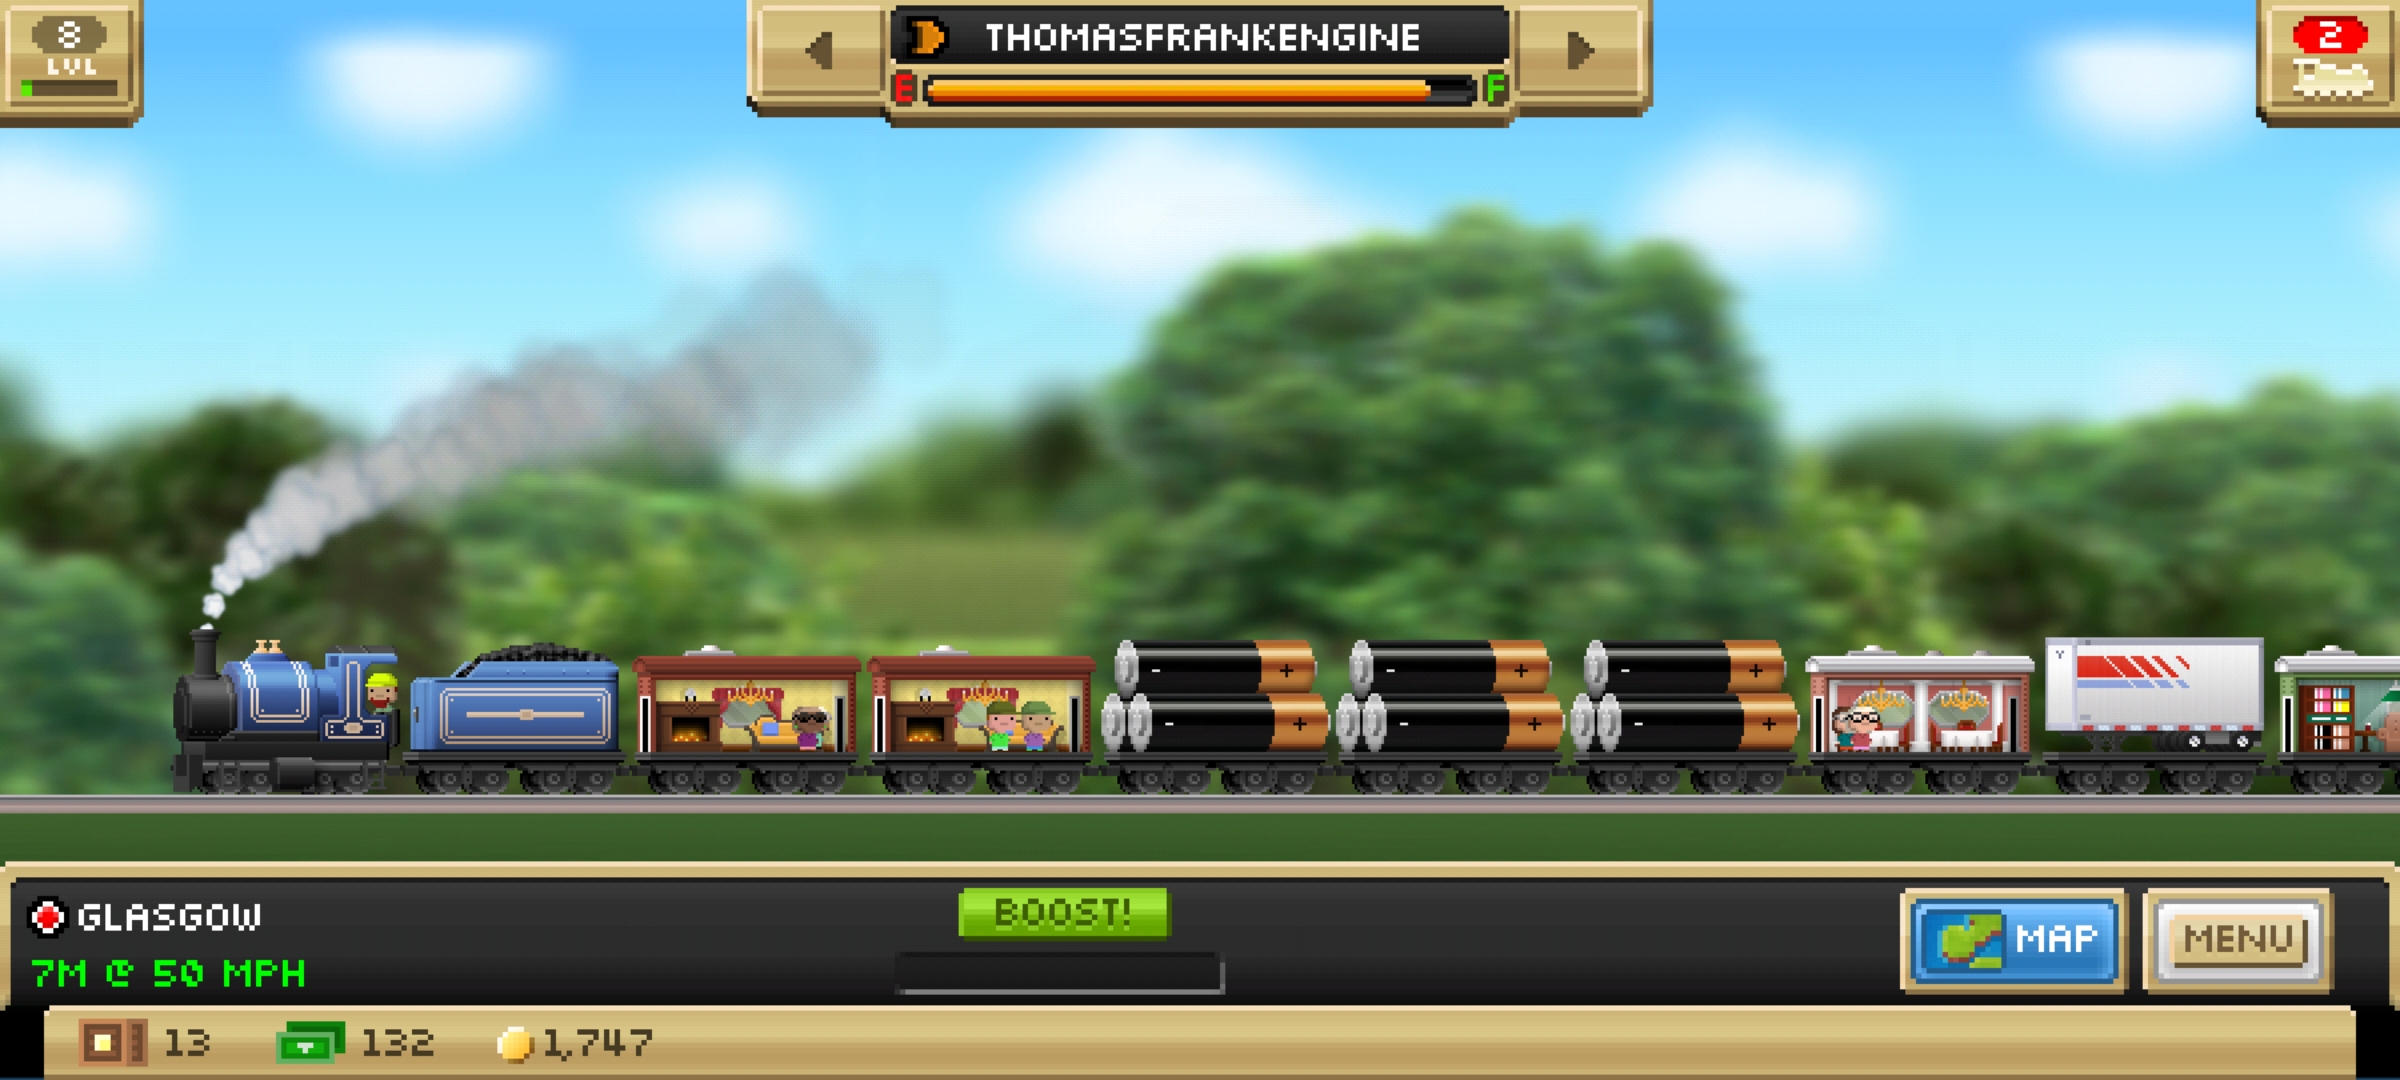 8
LVL
THOMASFRANKENGINE
E F
2
- + - + - +
- + - + - +
GLASGOW
7M @ 50 MPH
BOOST!
MAP
MENU
13 132 1,747